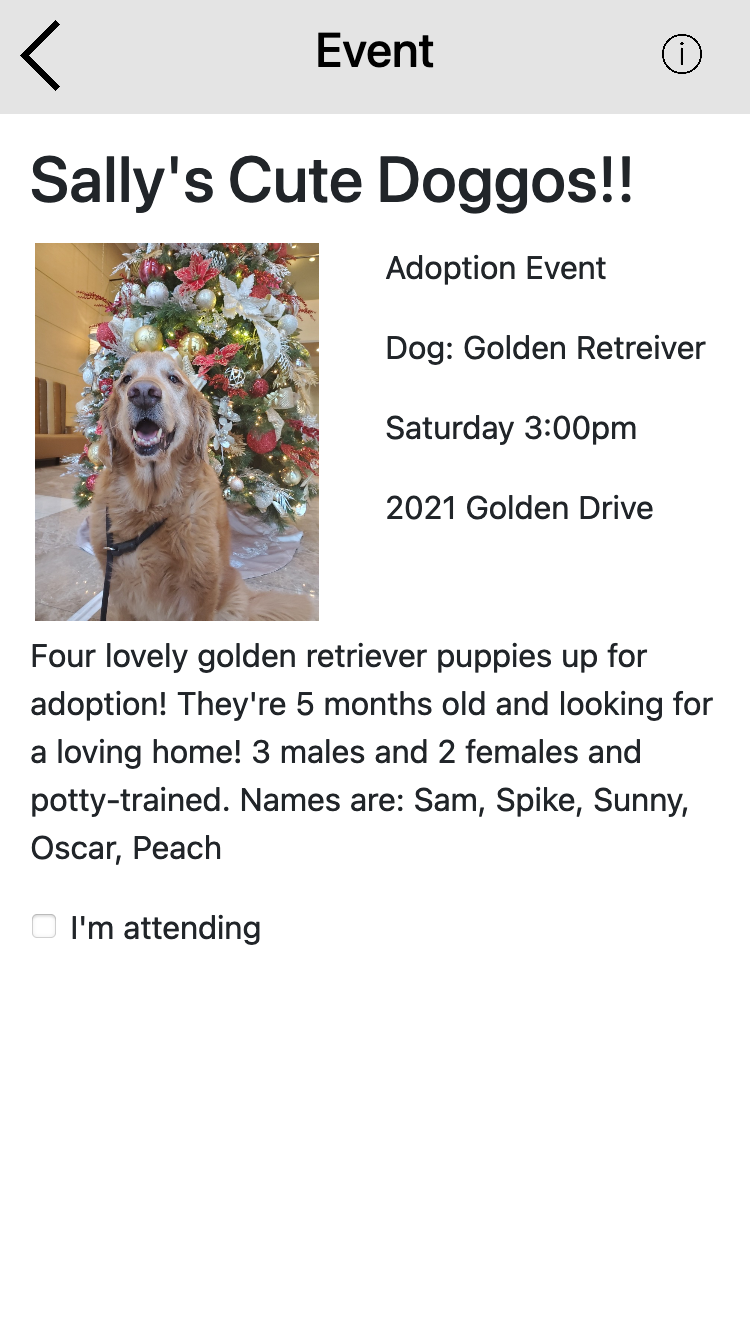 Event
Sally's Cute Doggos!!
Adoption Event
Dog: Golden Retreiver
Saturday 3:00pm
2021 Golden Drive
Four lovely golden retriever puppies up for
adoption! They're 5 months old and looking for
a loving home! 3 males and 2 females and
potty-trained. Names are: Sam, Spike, Sunny,
Oscar, Peach
I'm attending